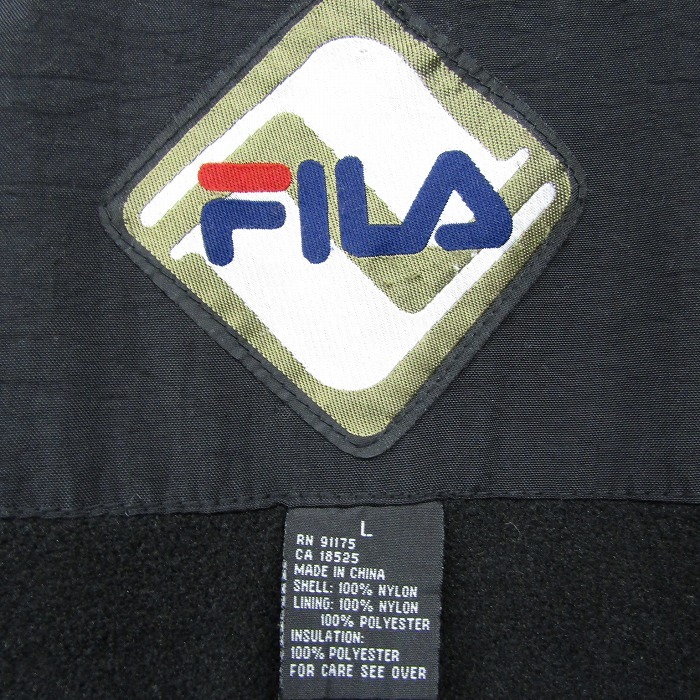 FILA
L
RN 91175
CA 18525
MADE IN CHINA
SHELL: 100% NYLON
LINING: 100% NYLON
100% POLYESTER
INSULATION:
100% POLYESTER
FOR CARE SEE OVER